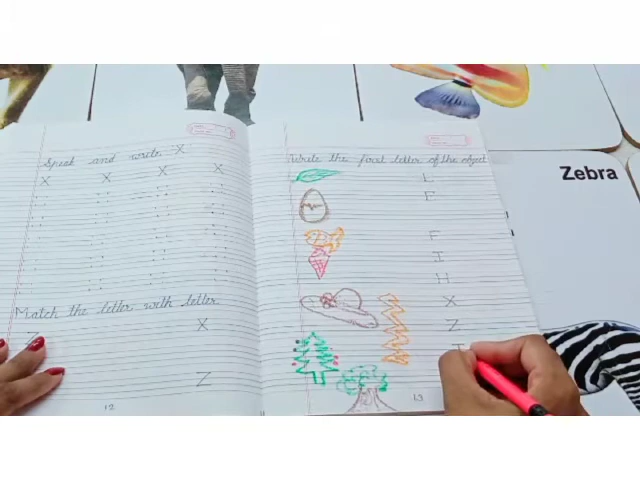 Speak and write X
X X X X
Match the letter with letter
X
Z
Z
12
Write the first letter of the object
L
E
F
I
H
X
Z
T
13
Zebra